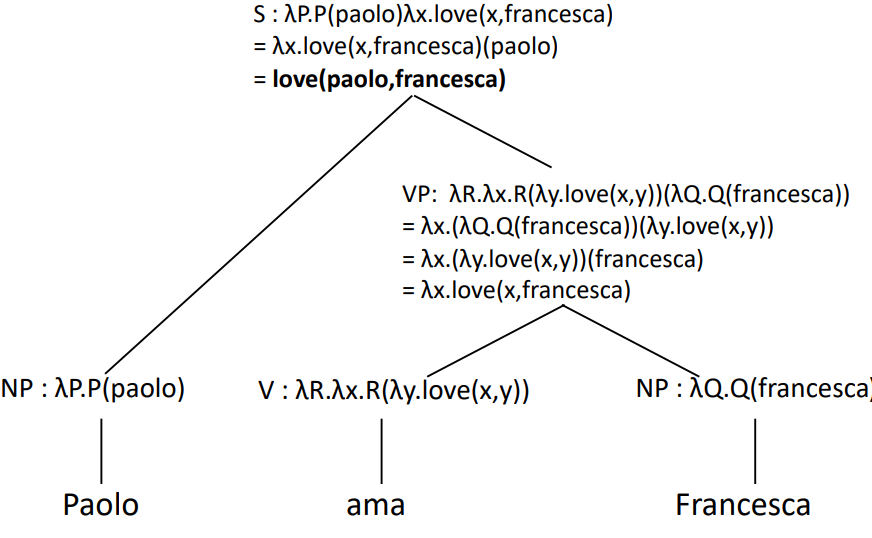 S : λP.P(paolo)λx.love(x,francesca)
= λx.love(x,francesca)(paolo)
= love(paolo,francesca)
VP: λR.λx.R(λy.love(x,y))(λQ.Q(francesca))
= λx.(λQ.Q(francesca))(λy.love(x,y))
= λx.(λy.love(x,y))(francesca)
= λx.love(x,francesca)
NP : λP.P(paolo)
V : λR.λx.R(λy.love(x,y))
NP : λQ.Q(francesca)
Paolo
ama
Francesca